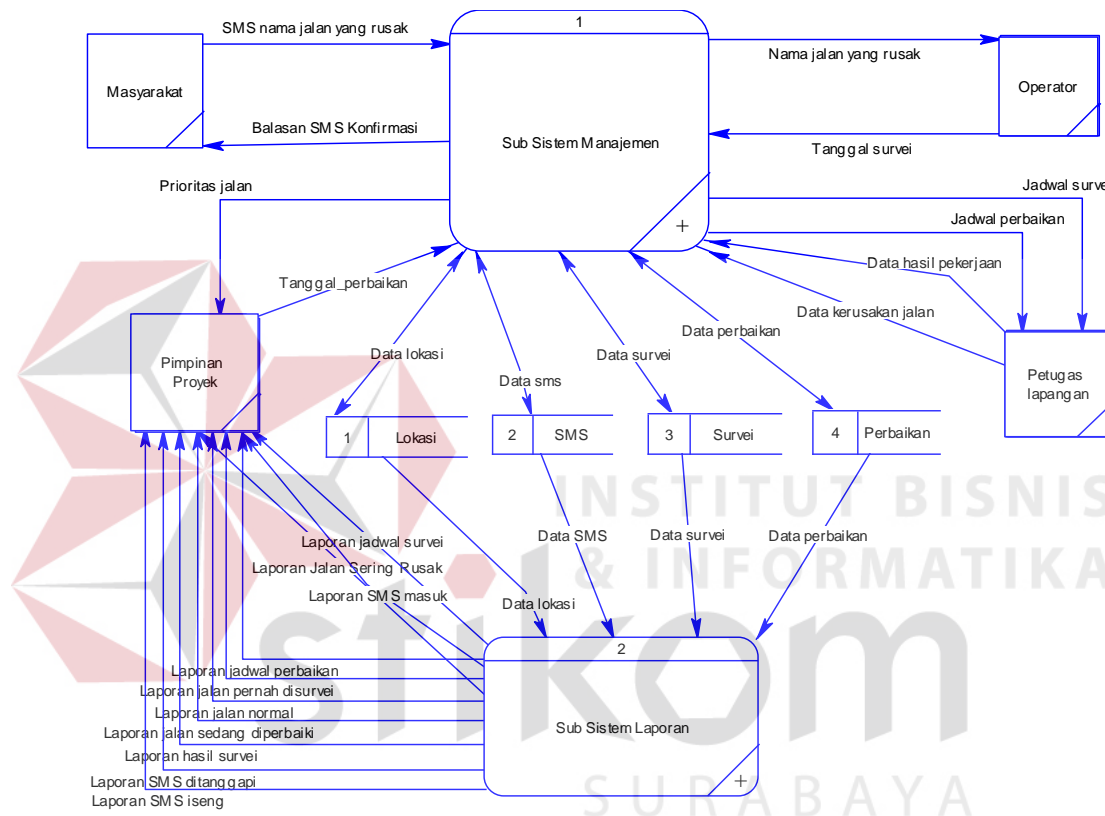 SMS nama jalan yang rusak
1
Nama jalan yang rusak
Masyarakat
Operator
Balasan SMS Konfirmasi
Sub Sistem Manajemen
Tanggal survei
Prioritas jalan
Jadwal surve
Jadwal perbaikan
+
Data hasil pekerjaan
Tanggal_perbaikan
Data kerusakan jalan
Data perbaikan
Data lokasi
Data survei
Data sms
Pimpinan
Proyek
Petugas
lapangan
1 Lokasi
2 SMS
3 Survei
4 Perbaikan
INSTITUT BISNIS
& INFORMATIKA
stikom
SURABAYA
Laporan jadwal survei
Data SMS
Data survei
Data perbaikan
Laporan Jalan Sering Rusak
Laporan SMS masuk
Data lokasi
2
Laporan jadwal perbaikan
Laporan jalan pernah disurvei
Laporan jalan normal
Sub Sistem Laporan
Laporan jalan sedang diperbaiki
Laporan hasil survei
Laporan SMS ditanggapi
+
Laporan SMS iseng